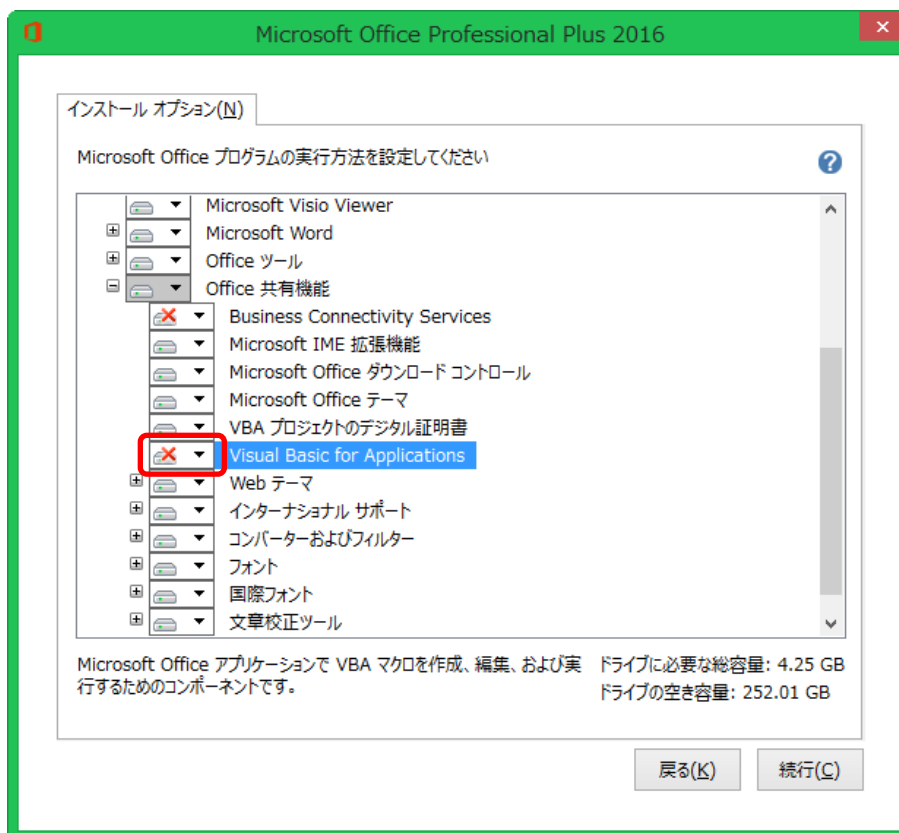 Microsoft Office Professional Plus 2016
インストール オプション(N)
Microsoft Office プログラムの実行方法を設定してください
Microsoft Visio Viewer
Microsoft Word
Office ツール
Office 共有機能
Business Connectivity Services
Microsoft IME 拡張機能
Microsoft Office ダウンロード コントロール
Microsoft Office テーマ
VBA プロジェクトのデジタル証明書
Visual Basic for Applications
Web テーマ
インターナショナル サポート
コンバーターおよびフィルター
フォント
国際フォント
文章校正ツール
Microsoft Office アプリケーションで VBA マクロを作成、編集、および実
行するためのコンポーネントです。
ドライブに必要な総容量: 4.25 GB
ドライブの空き容量: 252.01 GB
戻る(K)
続行(C)